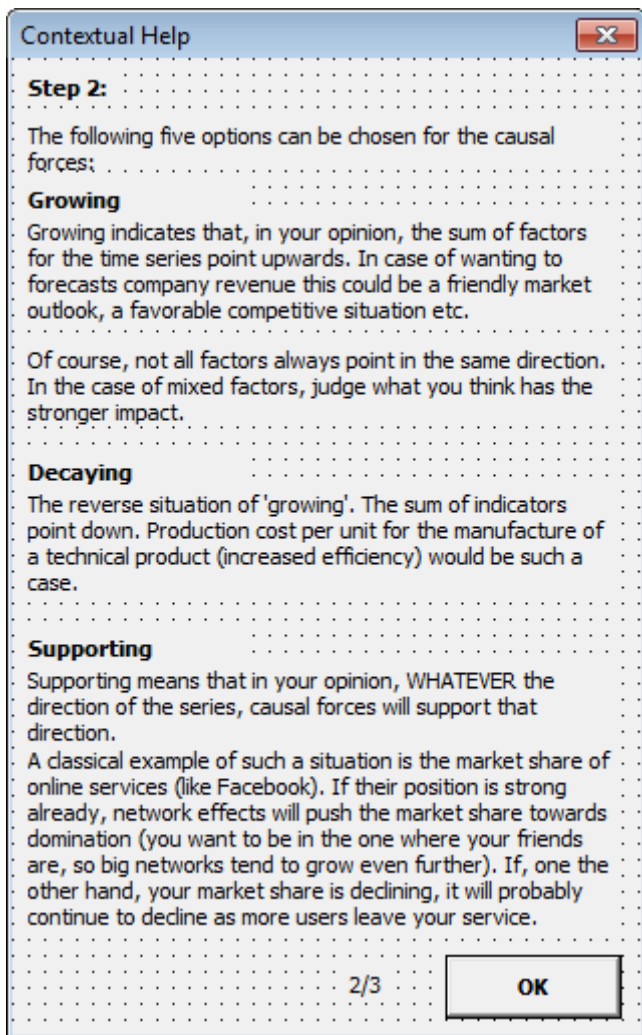 Contextual Help
Step 2:
The following five options can be chosen for the causal
forces:
Growing
Growing indicates that, in your opinion, the sum of factors
for the time series point upwards. In case of wanting to
forecasts company revenue this could be a friendly market
outlook, a favorable competitive situation etc.
Of course, not all factors always point in the same direction.
In the case of mixed factors, judge what you think has the
stronger impact.
Decaying
The reverse situation of 'growing'. The sum of indicators
point down. Production cost per unit for the manufacture of
a technical product (increased efficiency) would be such a
case.
Supporting
Supporting means that in your opinion, WHATEVER the
direction of the series, causal forces will support that
direction.
A classical example of such a situation is the market share of
online services (like Facebook). If their position is strong
already, network effects will push the market share towards
domination (you want to be in the one where your friends
are, so big networks tend to grow even further). If, one the
other hand, your market share is declining, it will probably
continue to decline as more users leave your service.
2/3
OK